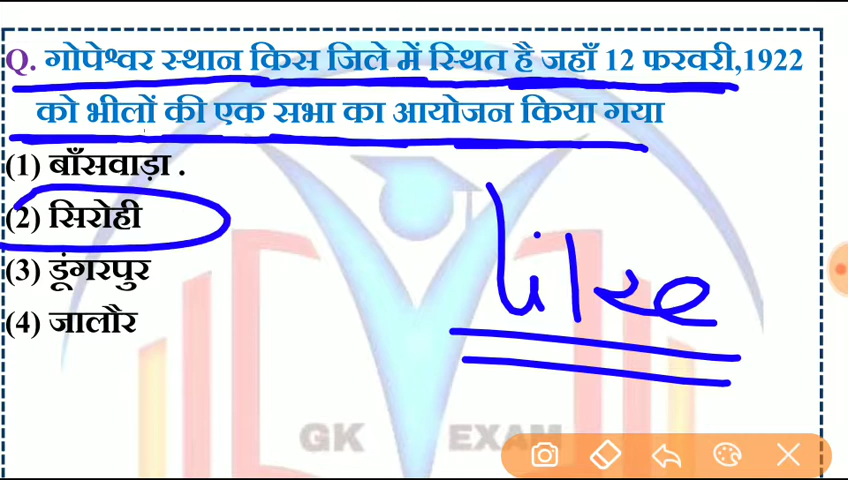 Q. गोपेश्वर स्थान किस जिले में स्थित है जहाँ 12 फरवरी,1922
को भीलों की एक सभा का आयोजन किया गया
(1) बाँसवाड़ा .
(2) सिरोही
(3) डूंगरपुर
(4) जालौर
like
GK EXAM